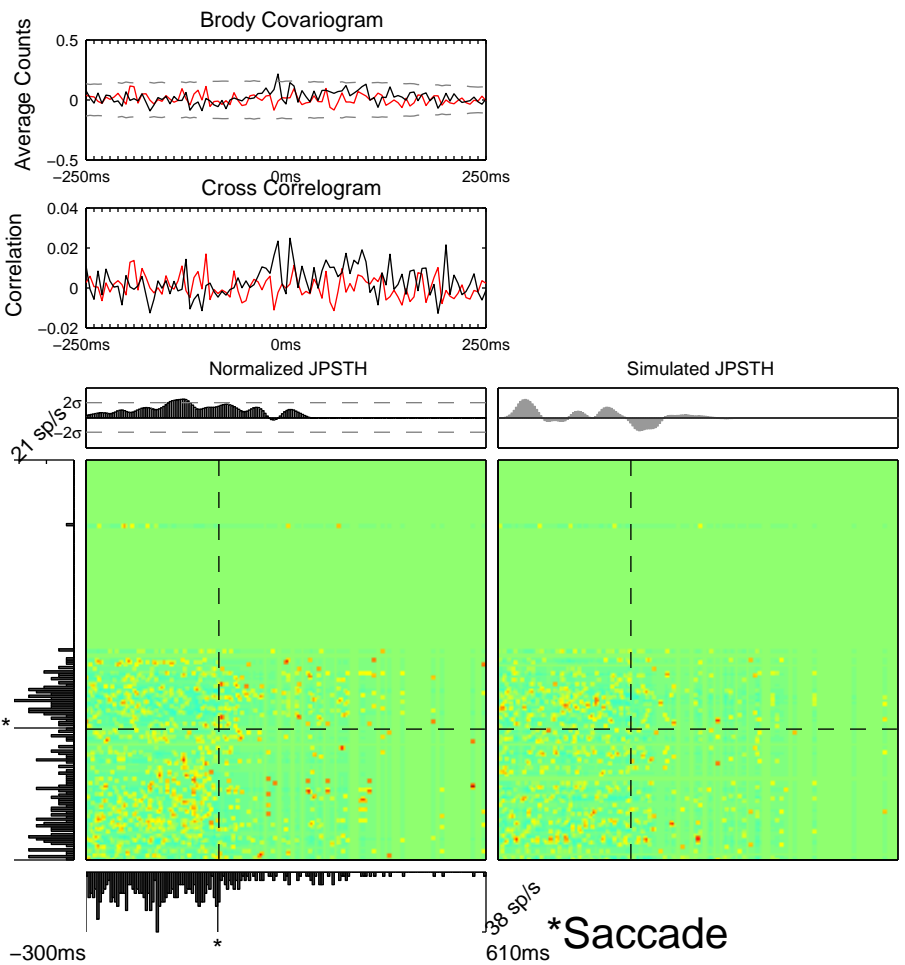 Brody Covariogram
Average Counts
0.5
0
−0.5
−250ms
0ms
250ms
Cross Correlogram
Correlation
0.04
0.02
0
−0.02
−250ms
0ms
250ms
Normalized JPSTH
Simulated JPSTH
2σ
−2σ
21 sp/s
*
*
38 sp/s
−300ms
610ms
*Saccade